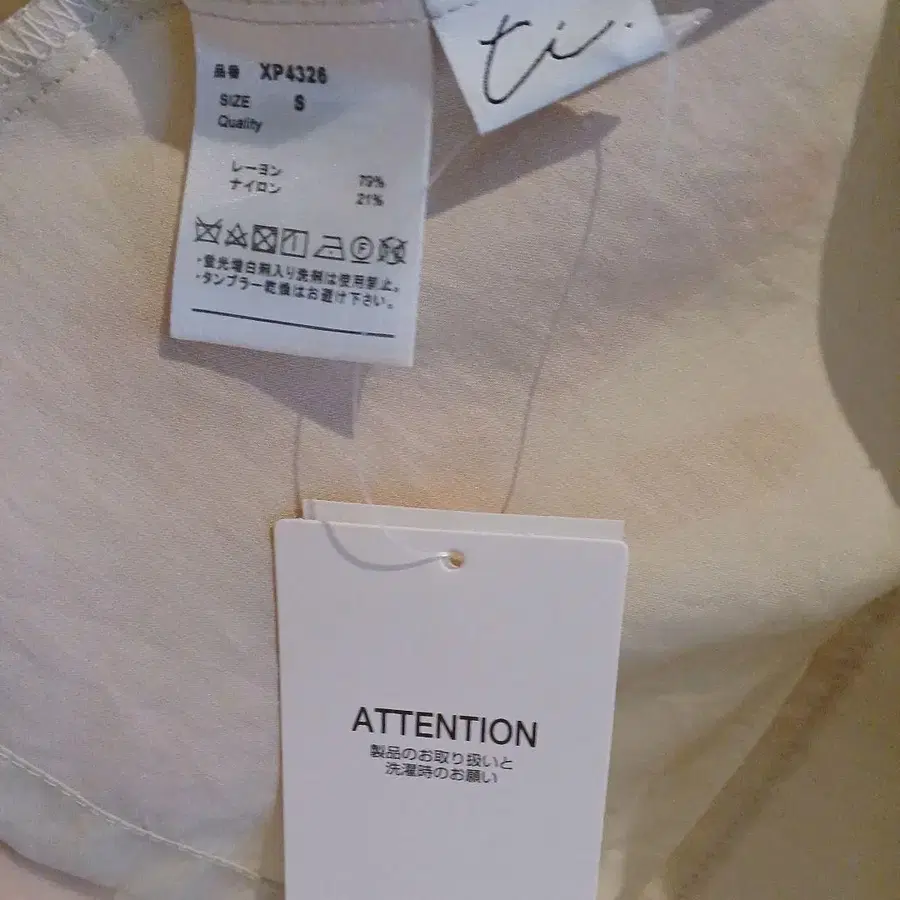 品番 XP4326
SIZE S
Quality
レーヨン 79%
ナイロン 21%
・蛍光増白剤入り洗剤は使用禁止。
・タンブラー乾燥はお避け下さい。
ti.
ATTENTION
製品のお取り扱いと
洗濯時のお願い